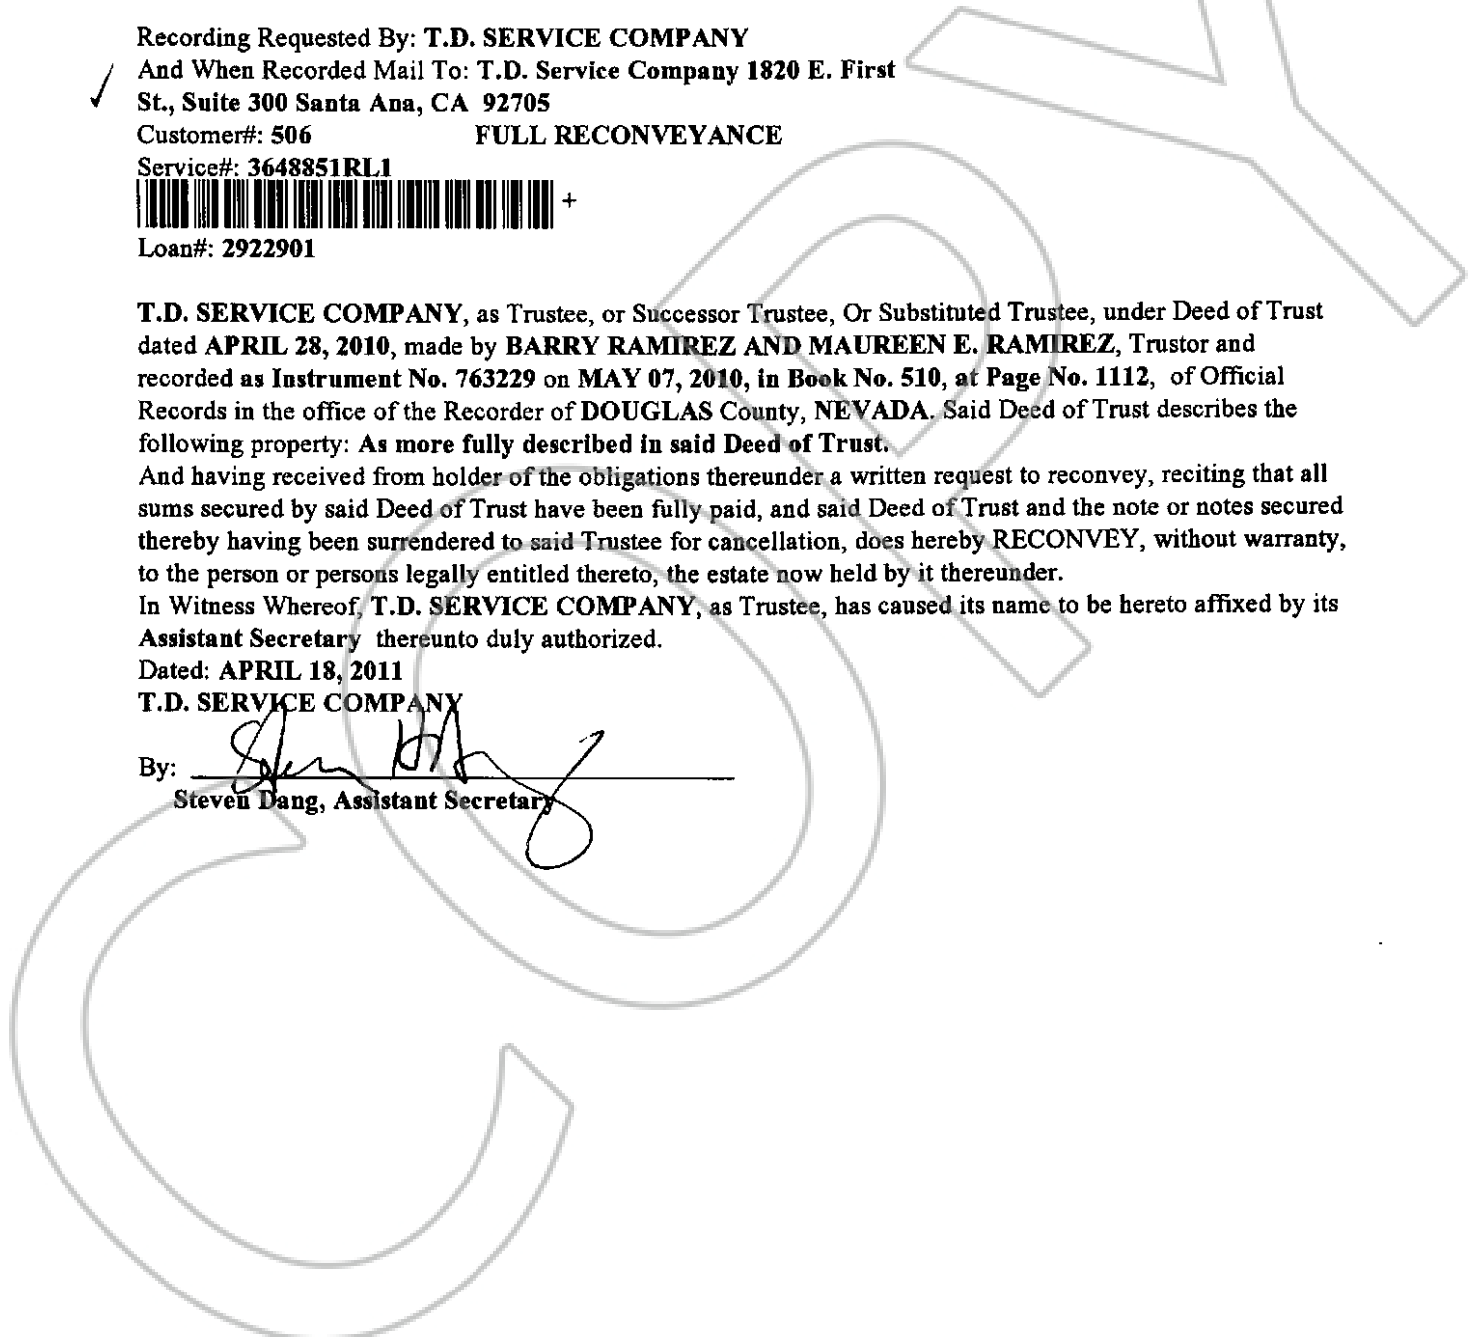 Recording Requested By: T.D. SERVICE COMPANY
And When Recorded Mail To: T.D. Service Company 1820 E. First
St., Suite 300 Santa Ana, CA 92705
Customer#: 506 FULL RECONVEYANCE
Service#: 3648851RL1
+
Loan#: 2922901
T.D. SERVICE COMPANY, as Trustee, or Successor Trustee, Or Substituted Trustee, under Deed of Trust
dated APRIL 28, 2010, made by BARRY RAMIREZ AND MAUREEN E. RAMIREZ, Trustor and
recorded as Instrument No. 763229 on MAY 07, 2010, in Book No. 510, at Page No. 1112, of Official
Records in the office of the Recorder of DOUGLAS County, NEVADA. Said Deed of Trust describes the
following property: As more fully described in said Deed of Trust.
And having received from holder of the obligations thereunder a written request to reconvey, reciting that all
sums secured by said Deed of Trust have been fully paid, and said Deed of Trust and the note or notes secured
thereby having been surrendered to said Trustee for cancellation, does hereby RECONVEY, without warranty,
to the person or persons legally entitled thereto, the estate now held by it thereunder.
In Witness Whereof, T.D. SERVICE COMPANY, as Trustee, has caused its name to be hereto affixed by its
Assistant Secretary thereunto duly authorized.
Dated: APRIL 18, 2011
T.D. SERVICE COMPANY
By:
Steven Dang, Assistant Secretary
COPY